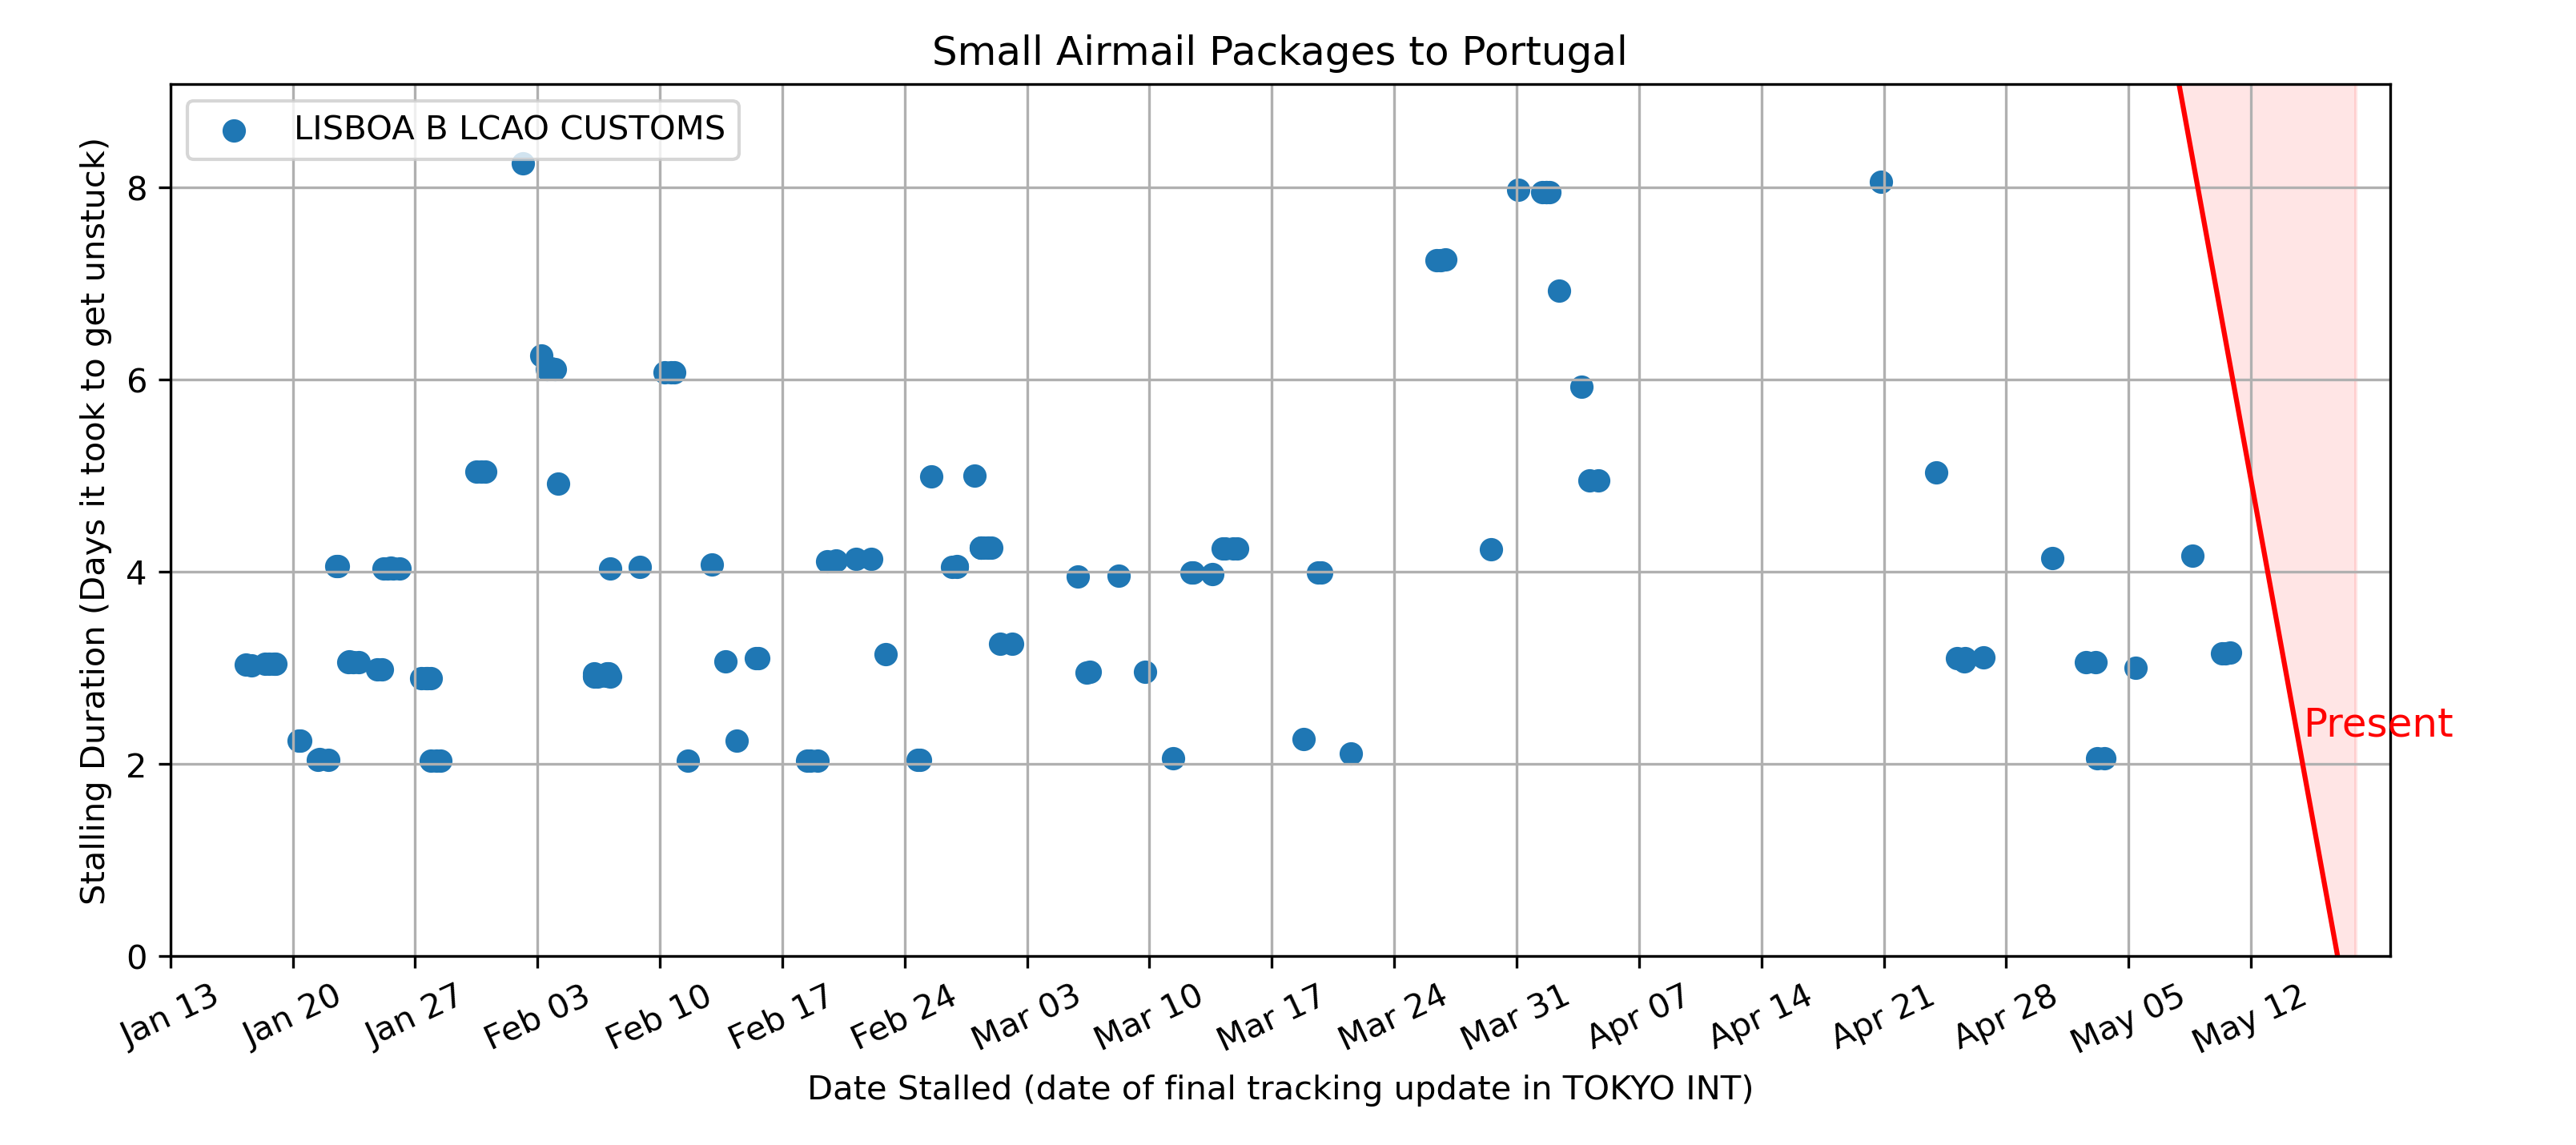 Small Airmail Packages to Portugal
LISBOA B LCAO CUSTOMS
Stalling Duration (Days it took to get unstuck)
8
6
4
2
0
Present
Jan 13 Jan 20 Jan 27 Feb 03 Feb 10 Feb 17 Feb 24 Mar 03 Mar 10 Mar 17 Mar 24 Mar 31 Apr 07 Apr 14 Apr 21 Apr 28 May 05 May 12
Date Stalled (date of final tracking update in TOKYO INT)